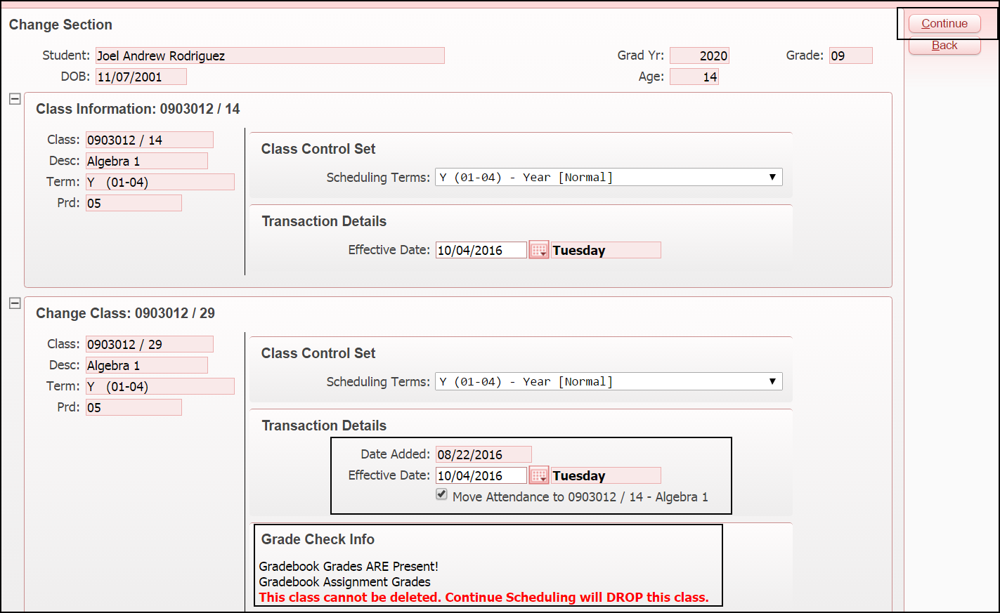 Change Section
Continue
Back
Student: Joel Andrew Rodriguez Grad Yr: 2020 Grade: 09
DOB: 11/07/2001 Age: 14
Class Information: 0903012 / 14
Class: 0903012 / 14
Desc: Algebra 1
Term: Y (01-04)
Prd: 05
Class Control Set
Scheduling Terms: Y (01-04) - Year [Normal]
Transaction Details
Effective Date: 10/04/2016 Tuesday
Change Class: 0903012 / 29
Class: 0903012 / 29
Desc: Algebra 1
Term: Y (01-04)
Prd: 05
Class Control Set
Scheduling Terms: Y (01-04) - Year [Normal]
Transaction Details
Date Added: 08/22/2016
Effective Date: 10/04/2016 Tuesday
Move Attendance to 0903012 / 14 - Algebra 1
Grade Check Info
Gradebook Grades ARE Present!
Gradebook Assignment Grades
This class cannot be deleted. Continue Scheduling will DROP this class.